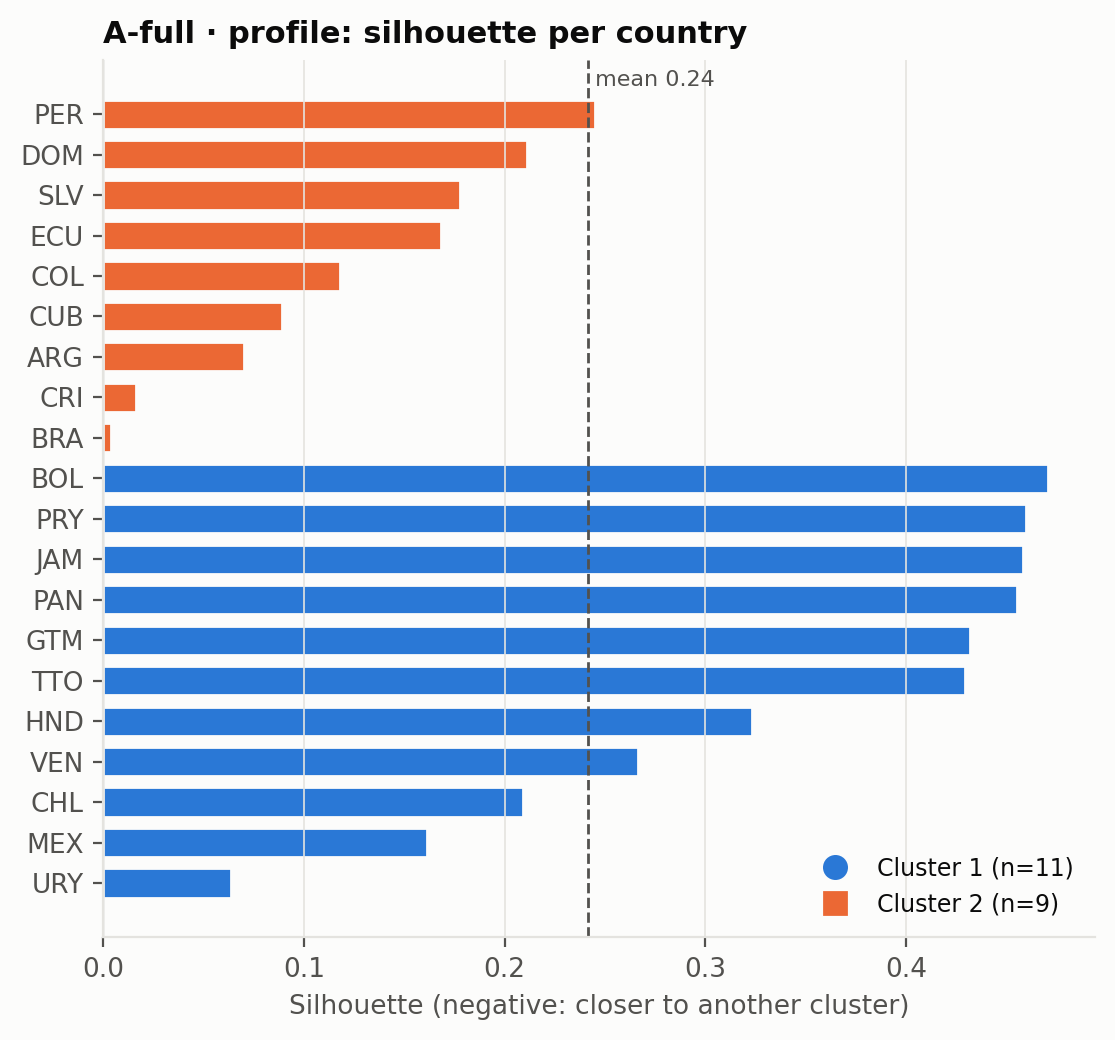 A-full · profile: silhouette per country
mean 0.24
PER
DOM
SLV
ECU
COL
CUB
ARG
CRI
BRA
BOL
PRY
JAM
PAN
GTM
TTO
HND
VEN
CHL
MEX
URY
Cluster 1 (n=11)
Cluster 2 (n=9)
0.0 0.1 0.2 0.3 0.4
Silhouette (negative: closer to another cluster)